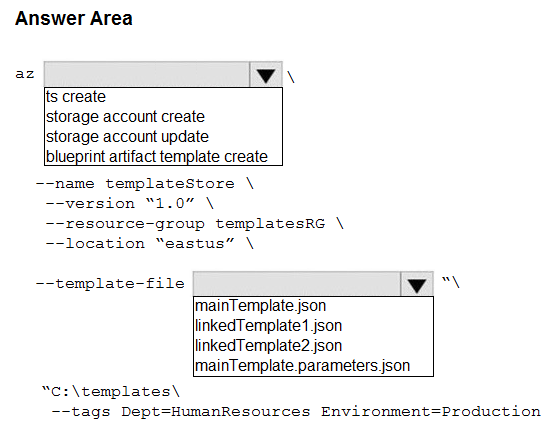 Answer Area
az \
ts create
storage account create
storage account update
blueprint artifact template create
--name templateStore \
--version “1.0” \
--resource-group templatesRG \
--location “eastus” \
--template-file “\
mainTemplate.json
linkedTemplate1.json
linkedTemplate2.json
mainTemplate.parameters.json
“C:\templates\
--tags Dept=HumanResources Environment=Production